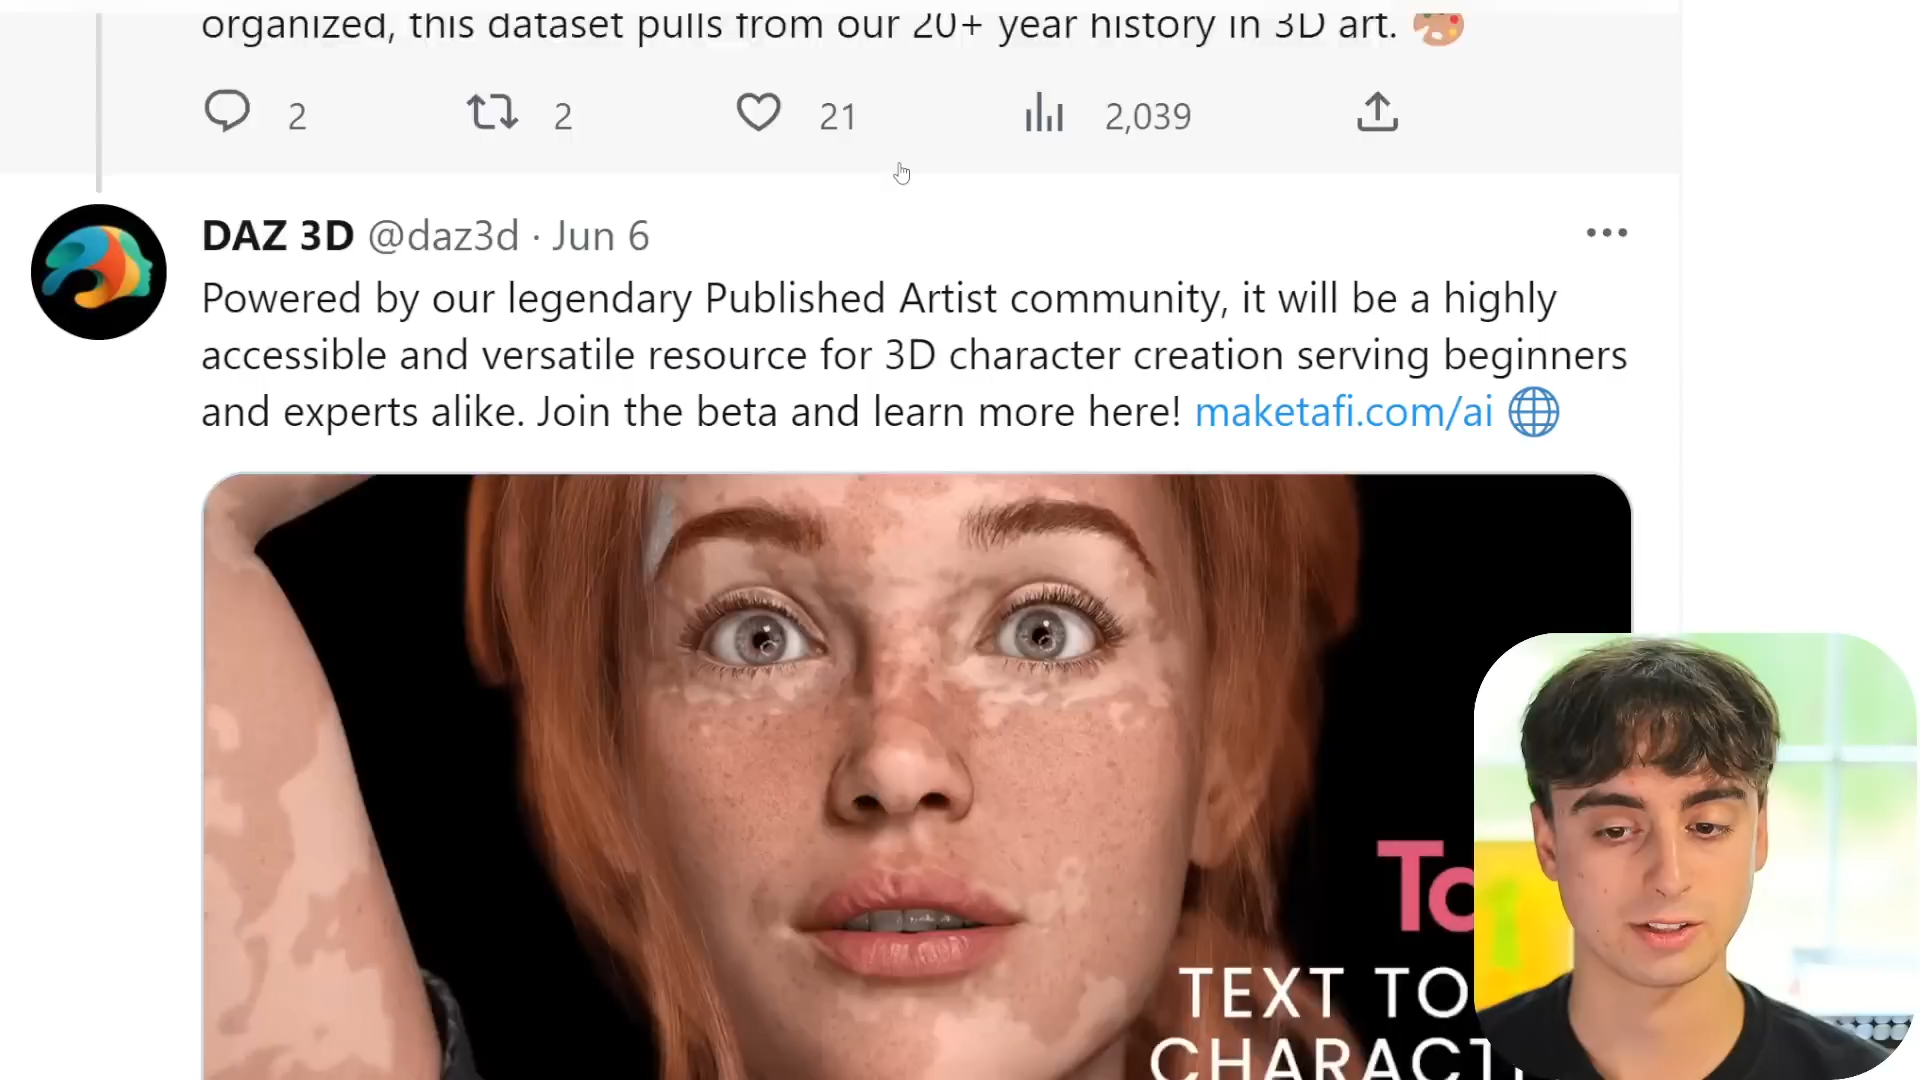 organized, this dataset pulls from our 20+ year history in 3D art.
2 2 21 2,039
DAZ 3D @daz3d · Jun 6
Powered by our legendary Published Artist community, it will be a highly
accessible and versatile resource for 3D character creation serving beginners
and experts alike. Join the beta and learn more here! maketafi.com/ai
TEXT TO